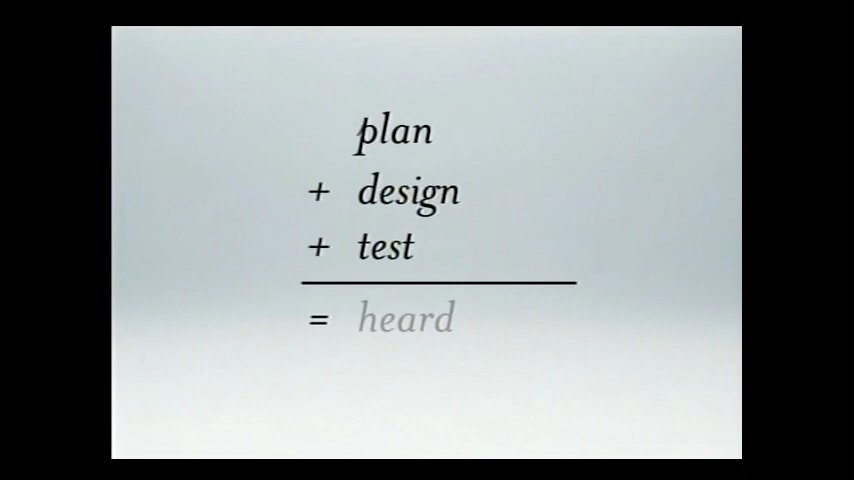 plan
+ design
+ test
= heard